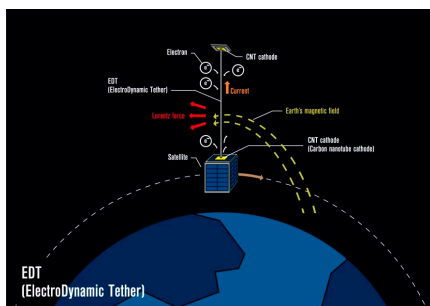 Electron
CNT cathode
e⁻
e⁻
e⁻
EDT
(ElectroDynamic Tether)
Current
Lorentz force
Earth's magnetic field
e⁻
CNT cathode
(Carbon nanotube cathode)
Satellite
EDT
(ElectroDynamic Tether)